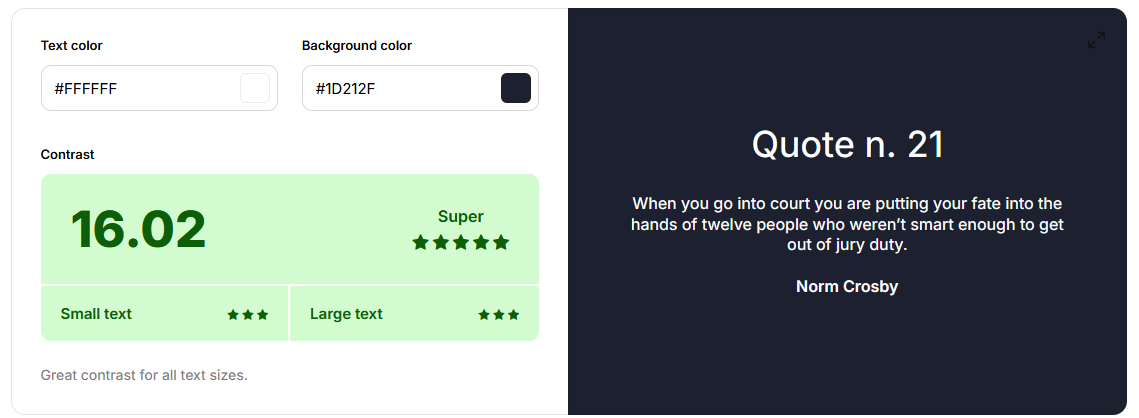 Text color
Background color
#FFFFFF
#1D212F
Contrast
16.02
Super
Small text
Large text
Great contrast for all text sizes.
Quote n. 21
When you go into court you are putting your fate into the
hands of twelve people who weren’t smart enough to get
out of jury duty.
Norm Crosby